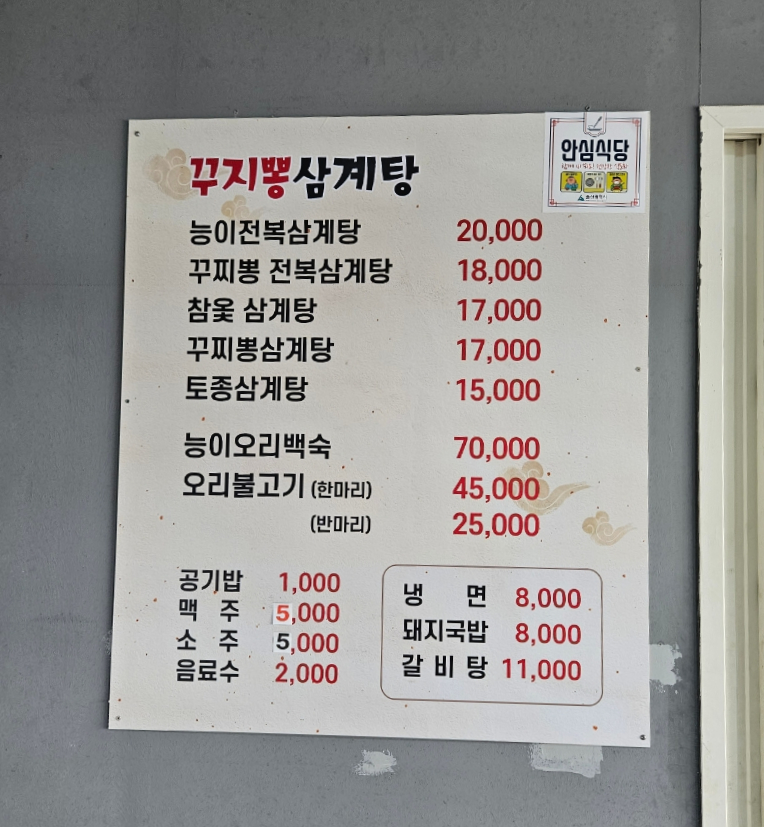 꾸지뽕삼계탕
안심식당
능이전복삼계탕 20,000
꾸찌뽕 전복삼계탕 18,000
참옻 삼계탕 17,000
꾸찌뽕삼계탕 17,000
토종삼계탕 15,000
능이오리백숙 70,000
오리불고기 (한마리) 45,000
(반마리) 25,000
공기밥 1,000
맥 주 5,000
소 주 5,000
음료수 2,000
냉 면 8,000
돼지국밥 8,000
갈 비 탕 11,000